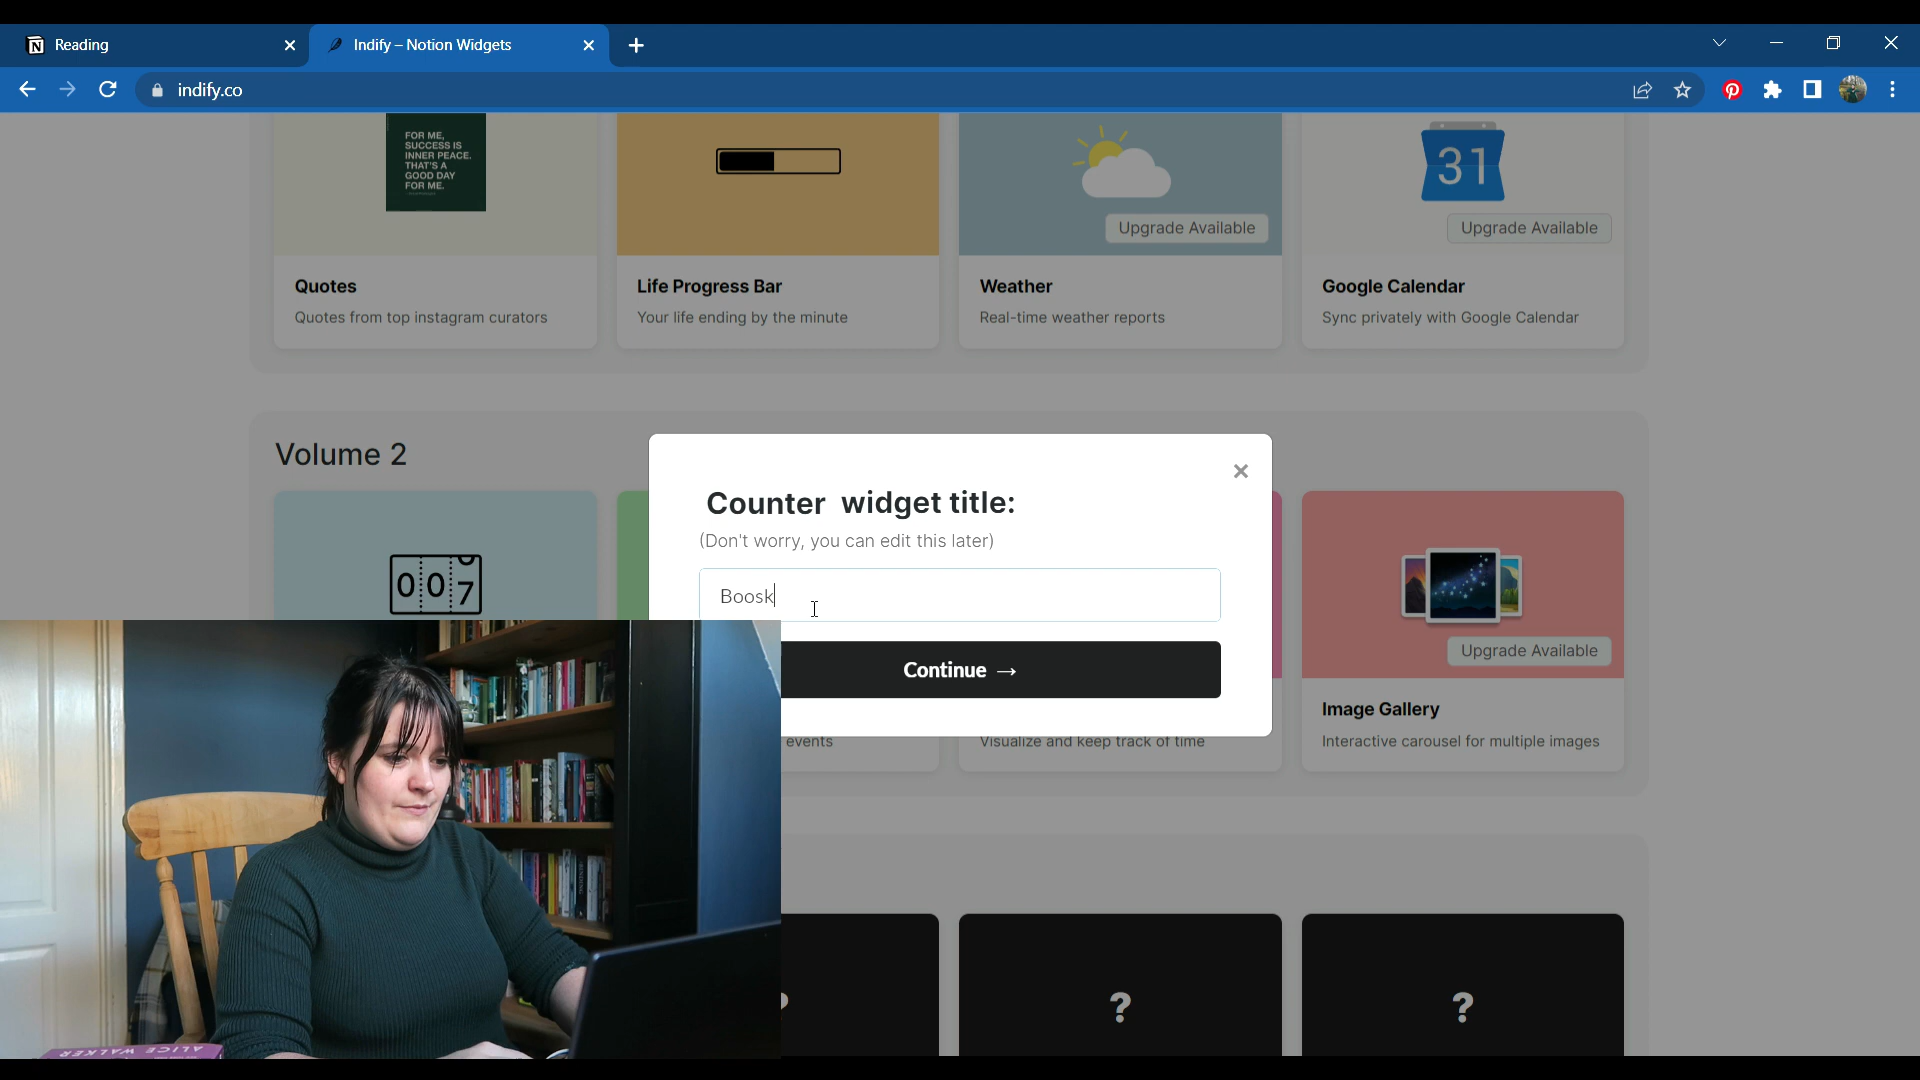 Reading
Indify – Notion Widgets
indify.co
FOR ME,
SUCCESS IS
INNER PEACE.
THAT'S A
GOOD DAY
FOR ME.
31
Upgrade Available
Upgrade Available
Quotes
Life Progress Bar
Weather
Google Calendar
Quotes from top instagram curators
Your life ending by the minute
Real-time weather reports
Sync privately with Google Calendar
Volume 2
Counter widget title:
(Don't worry, you can edit this later)
007
Boosk
Upgrade Available
Continue →
Image Gallery
events
Visualize and keep track of time
Interactive carousel for multiple images
?
?
?
ALICE WALKER